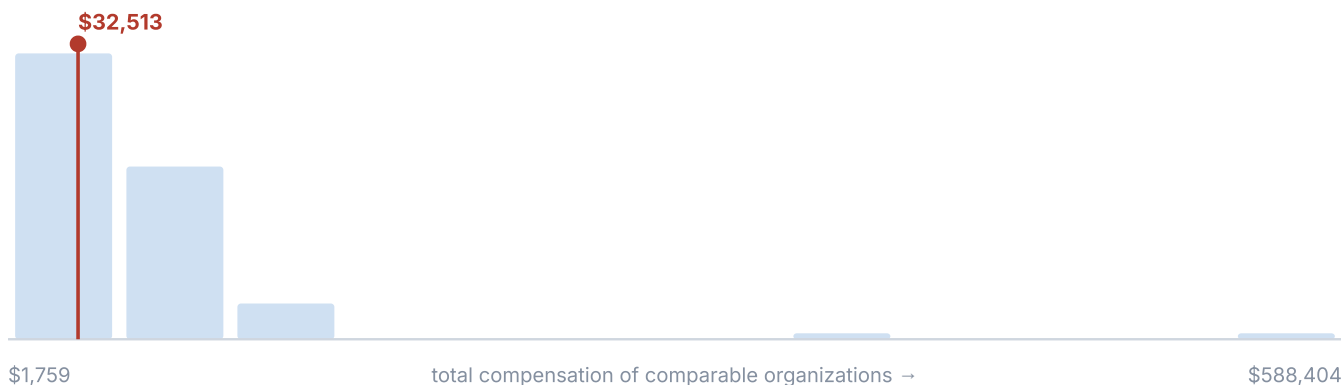 $32,513
$1,759
total compensation of comparable organizations →
$588,404